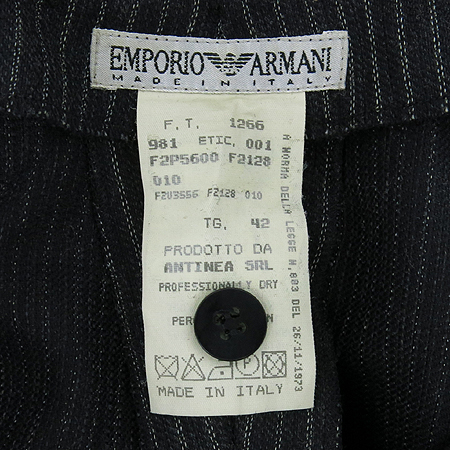 EMPORIO ARMANI
MADE IN ITALY
F.T. 1266
981 ETIC. 001
F2P5600 F2128
010
F2U3556 F2128 010
TG. 42
PRODOTTO DA
ANTINEA SRL
PROFESSIONALLY DRY
MADE IN ITALY
A NORMA DELLA LEGGE N.883 DEL 26/11/1973